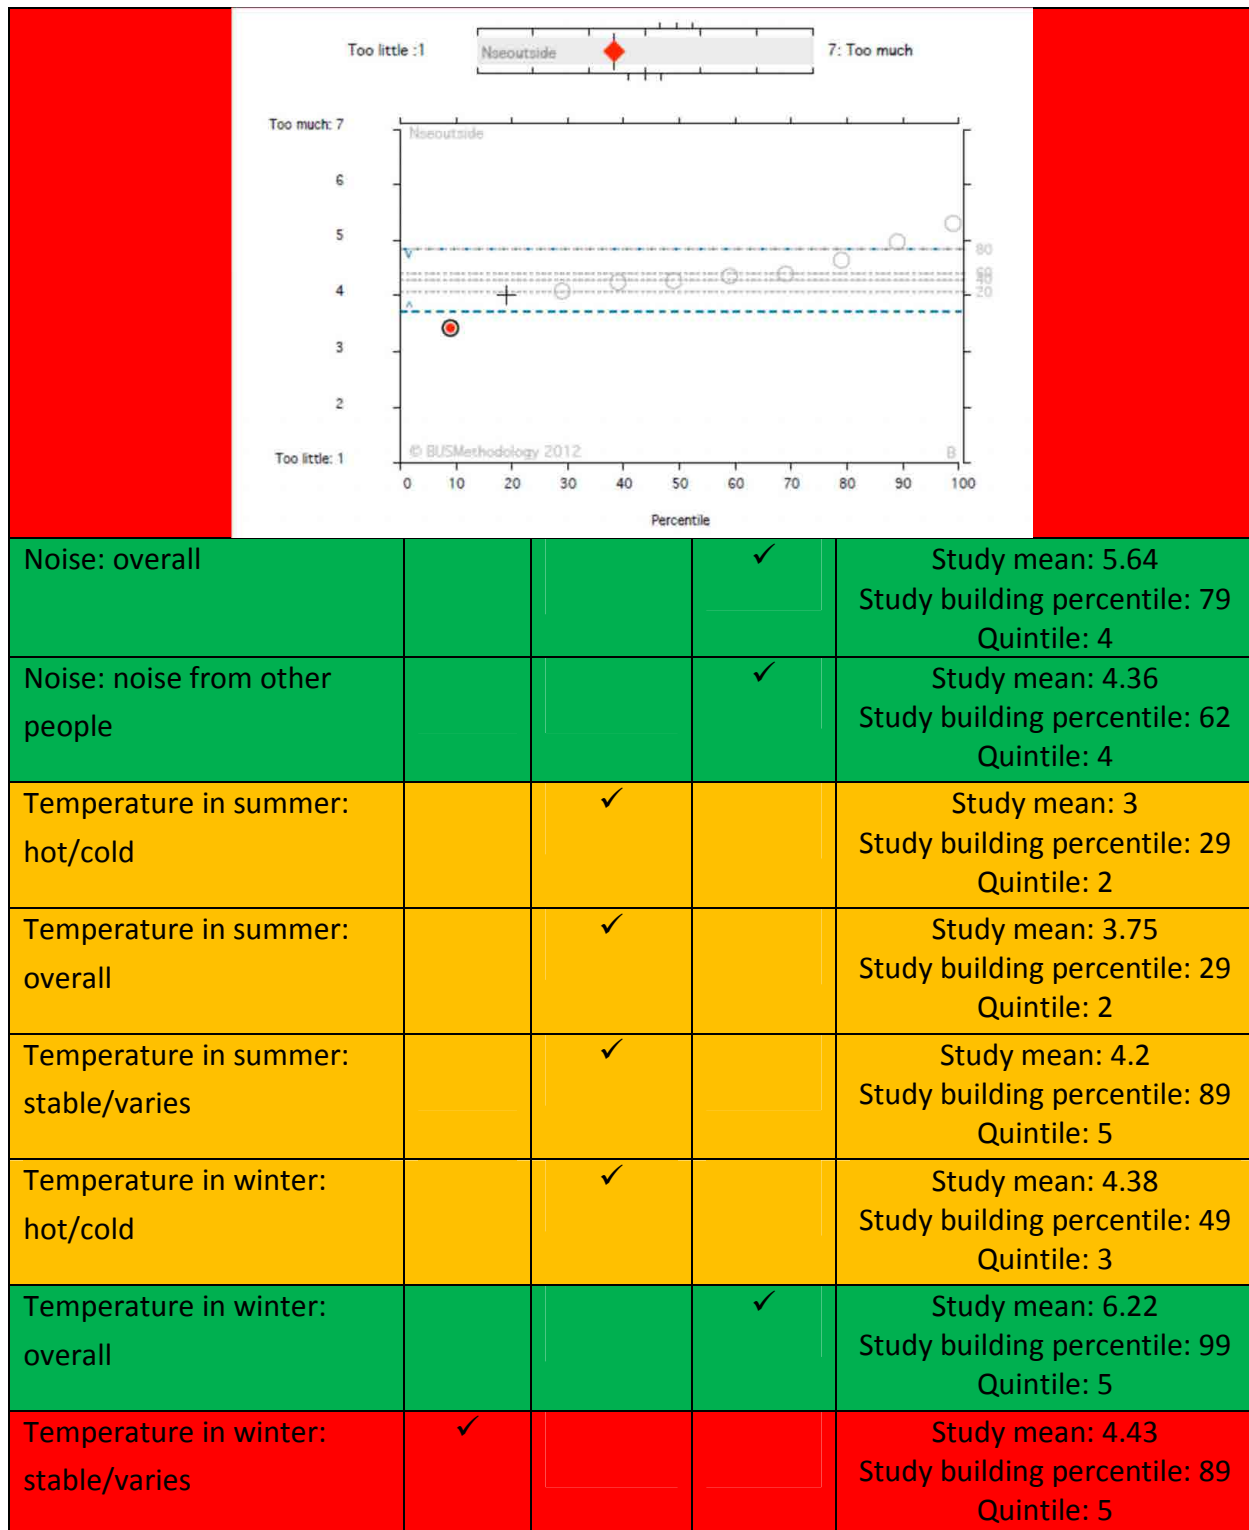 Too little :1
Nseoutside
7: Too much
Too much: 7
Nseoutside
6
5
80
60
40
4
20
3
2
© BUSMethodology 2012
B
Too little: 1
0 10 20 30 40 50 60 70 80 90 100
Percentile
Noise: overall ✓ Study mean: 5.64
Study building percentile: 79
Quintile: 4
Noise: noise from other ✓ Study mean: 4.36
people Study building percentile: 62
Quintile: 4
Temperature in summer: ✓ Study mean: 3
hot/cold Study building percentile: 29
Quintile: 2
Temperature in summer: ✓ Study mean: 3.75
overall Study building percentile: 29
Quintile: 2
Temperature in summer: ✓ Study mean: 4.2
stable/varies Study building percentile: 89
Quintile: 5
Temperature in winter: ✓ Study mean: 4.38
hot/cold Study building percentile: 49
Quintile: 3
Temperature in winter: ✓ Study mean: 6.22
overall Study building percentile: 99
Quintile: 5
Temperature in winter: ✓ Study mean: 4.43
stable/varies Study building percentile: 89
Quintile: 5